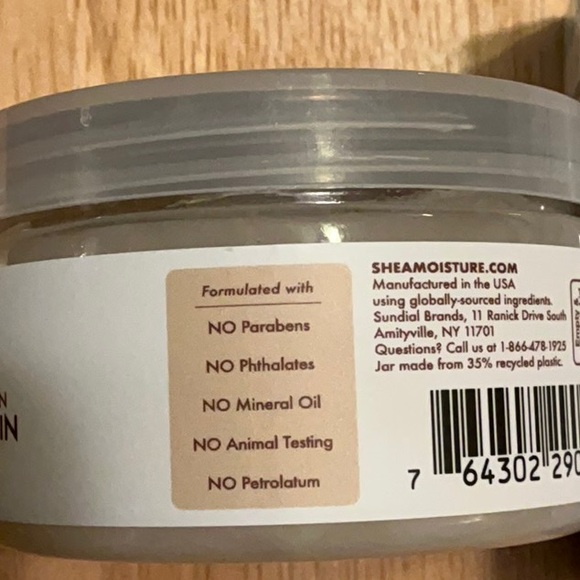 N
IN
Formulated with
NO Parabens
NO Phthalates
NO Mineral Oil
NO Animal Testing
NO Petrolatum
SHEAMOISTURE.COM
Manufactured in the USA
using globally-sourced ingredients.
Sundial Brands, 11 Ranick Drive South
Amityville, NY 11701
Questions? Call us at 1-866-478-1925
Jar made from 35% recycled plastic.
Empty
7 64302 290